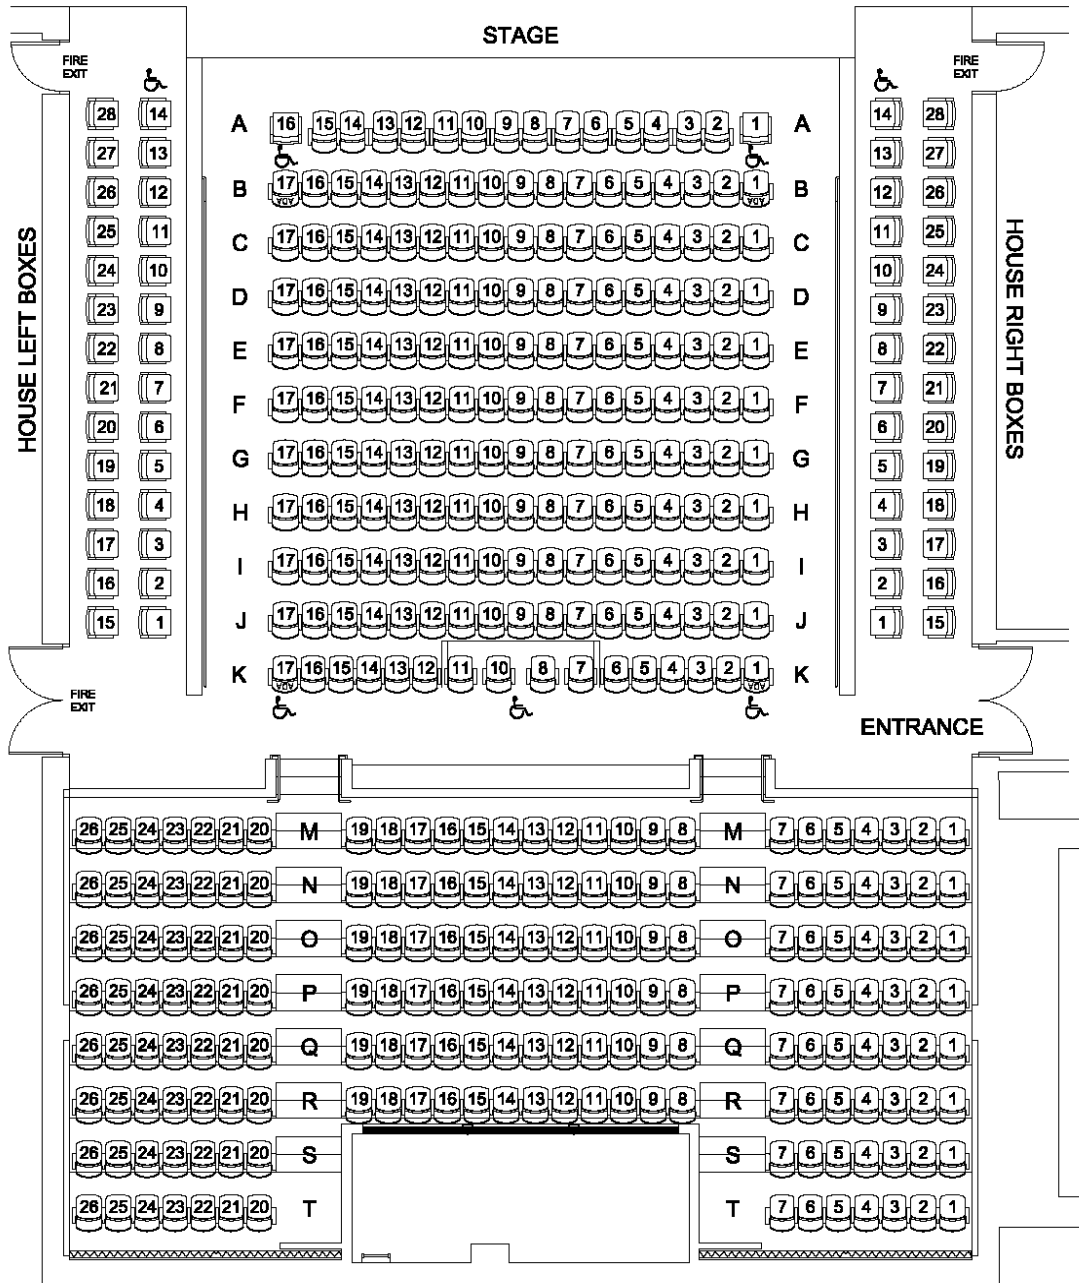 STAGE
FIRE
EXIT
FIRE
EXIT
HOUSE LEFT BOXES
HOUSE RIGHT BOXES
28 14
27 13
26 12
25 11
24 10
23 9
22 8
21 7
20 6
19 5
18 4
17 3
16 2
15 1
A 16 15 14 13 12 11 10 9 8 7 6 5 4 3 2 1 A
B 17 16 15 14 13 12 11 10 9 8 7 6 5 4 3 2 1 B
ADA ADA
C 17 16 15 14 13 12 11 10 9 8 7 6 5 4 3 2 1 C
D 17 16 15 14 13 12 11 10 9 8 7 6 5 4 3 2 1 D
E 17 16 15 14 13 12 11 10 9 8 7 6 5 4 3 2 1 E
F 17 16 15 14 13 12 11 10 9 8 7 6 5 4 3 2 1 F
G 17 16 15 14 13 12 11 10 9 8 7 6 5 4 3 2 1 G
H 17 16 15 14 13 12 11 10 9 8 7 6 5 4 3 2 1 H
I 17 16 15 14 13 12 11 10 9 8 7 6 5 4 3 2 1 I
J 17 16 15 14 13 12 11 10 9 8 7 6 5 4 3 2 1 J
K 17 16 15 14 13 12 11 10 8 7 6 5 4 3 2 1 K
ADA ADA
14 28
13 27
12 26
11 25
10 24
9 23
8 22
7 21
6 20
5 19
4 18
3 17
2 16
1 15
FIRE
EXIT
ENTRANCE
26 25 24 23 22 21 20 M 19 18 17 16 15 14 13 12 11 10 9 8 M 7 6 5 4 3 2 1
26 25 24 23 22 21 20 N 19 18 17 16 15 14 13 12 11 10 9 8 N 7 6 5 4 3 2 1
26 25 24 23 22 21 20 O 19 18 17 16 15 14 13 12 11 10 9 8 O 7 6 5 4 3 2 1
26 25 24 23 22 21 20 P 19 18 17 16 15 14 13 12 11 10 9 8 P 7 6 5 4 3 2 1
26 25 24 23 22 21 20 Q 19 18 17 16 15 14 13 12 11 10 9 8 Q 7 6 5 4 3 2 1
26 25 24 23 22 21 20 R 19 18 17 16 15 14 13 12 11 10 9 8 R 7 6 5 4 3 2 1
26 25 24 23 22 21 20 S S 7 6 5 4 3 2 1
26 25 24 23 22 21 20 T T 7 6 5 4 3 2 1